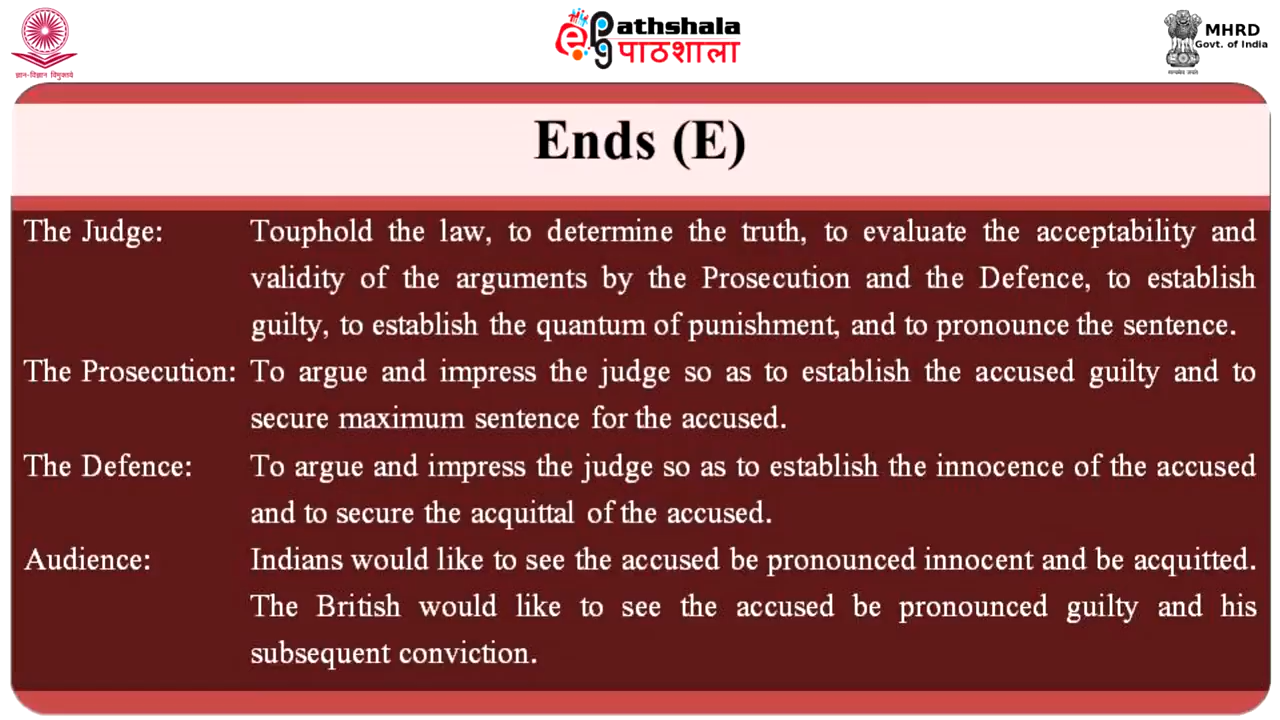 ज्ञान-विज्ञान विमुक्तये
ePathshala
पाठशाला
सत्यमेव जयते
MHRD
Govt. of India
Ends (E)
The Judge: Touphold the law, to determine the truth, to evaluate the acceptability and
validity of the arguments by the Prosecution and the Defence, to establish
guilty, to establish the quantum of punishment, and to pronounce the sentence.
The Prosecution: To argue and impress the judge so as to establish the accused guilty and to
secure maximum sentence for the accused.
The Defence: To argue and impress the judge so as to establish the innocence of the accused
and to secure the acquittal of the accused.
Audience: Indians would like to see the accused be pronounced innocent and be acquitted.
The British would like to see the accused be pronounced guilty and his
subsequent conviction.